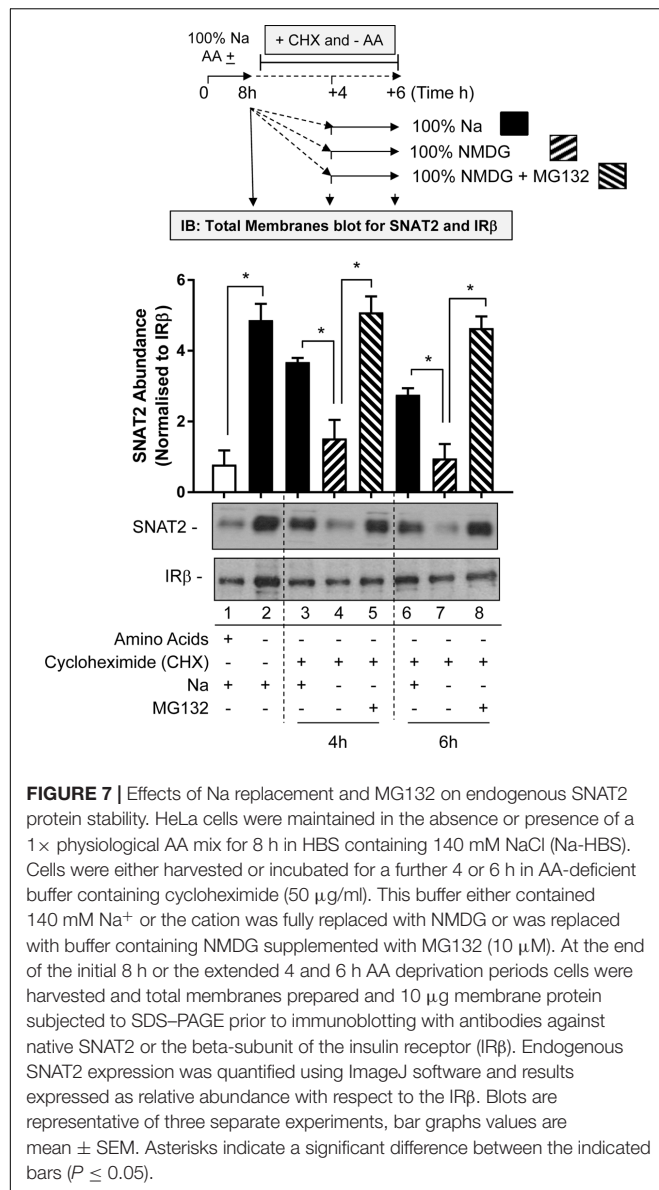 100% Na
AA ±
+ CHX and - AA
0 8h +4 +6 (Time h)
100% Na
100% NMDG
100% NMDG + MG132
IB: Total Membranes blot for SNAT2 and IRβ
SNAT2 Abundance
(Normalised to IRβ)
6
4
2
0
* * * * *
SNAT2 -
IRβ -
1 2 3 4 5 6 7 8
Amino Acids + - - - - - - -
Cycloheximide (CHX) - - + + + + + +
Na + + + - - + - -
MG132 - - - - + - - +
4h 6h
FIGURE 7 | Effects of Na replacement and MG132 on endogenous SNAT2
protein stability. HeLa cells were maintained in the absence or presence of a
1× physiological AA mix for 8 h in HBS containing 140 mM NaCl (Na-HBS).
Cells were either harvested or incubated for a further 4 or 6 h in AA-deficient
buffer containing cycloheximide (50 μg/ml). This buffer either contained
140 mM Na⁺ or the cation was fully replaced with NMDG or was replaced
with buffer containing NMDG supplemented with MG132 (10 μM). At the end
of the initial 8 h or the extended 4 and 6 h AA deprivation periods cells were
harvested and total membranes prepared and 10 μg membrane protein
subjected to SDS–PAGE prior to immunoblotting with antibodies against
native SNAT2 or the beta-subunit of the insulin receptor (IRβ). Endogenous
SNAT2 expression was quantified using ImageJ software and results
expressed as relative abundance with respect to the IRβ. Blots are
representative of three separate experiments, bar graphs values are
mean ± SEM. Asterisks indicate a significant difference between the indicated
bars (P ≤ 0.05).